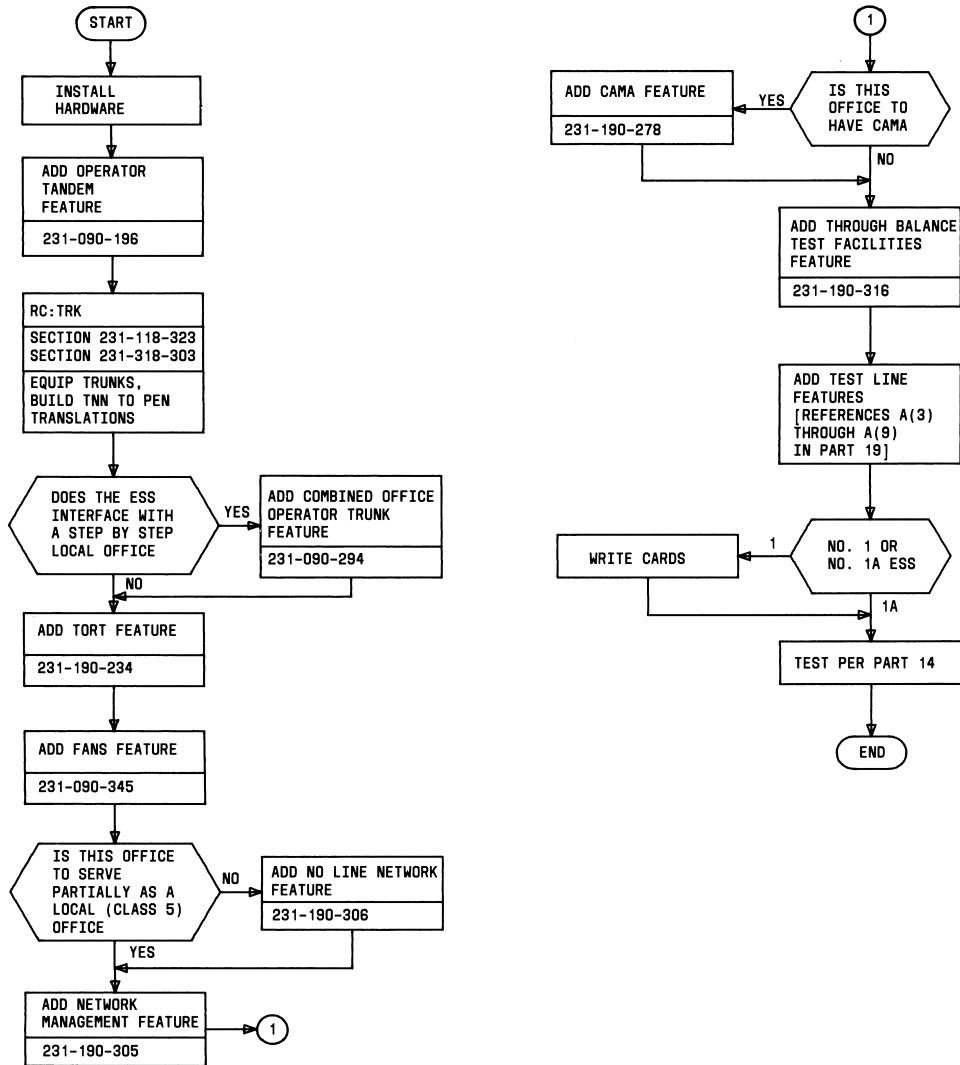 START
INSTALL
HARDWARE
ADD OPERATOR
TANDEM
FEATURE
231-090-196
RC:TRK
SECTION 231-118-323
SECTION 231-318-303
EQUIP TRUNKS,
BUILD TNN TO PEN
TRANSLATIONS
DOES THE ESS
INTERFACE WITH
A STEP BY STEP
LOCAL OFFICE
YES
ADD COMBINED OFFICE
OPERATOR TRUNK
FEATURE
231-090-294
NO
ADD TORT FEATURE
231-190-234
ADD FANS FEATURE
231-090-345
IS THIS OFFICE
TO SERVE
PARTIALLY AS A
LOCAL (CLASS 5)
OFFICE
NO
ADD NO LINE NETWORK
FEATURE
231-190-306
YES
ADD NETWORK
MANAGEMENT FEATURE
231-190-305
1
1
IS THIS
OFFICE TO
HAVE CAMA
YES
ADD CAMA FEATURE
231-190-278
NO
ADD THROUGH BALANCE
TEST FACILITIES
FEATURE
231-190-316
ADD TEST LINE
FEATURES
[REFERENCES A(3)
THROUGH A(9)
IN PART 19]
NO. 1 OR
NO. 1A ESS
1
WRITE CARDS
1A
TEST PER PART 14
END